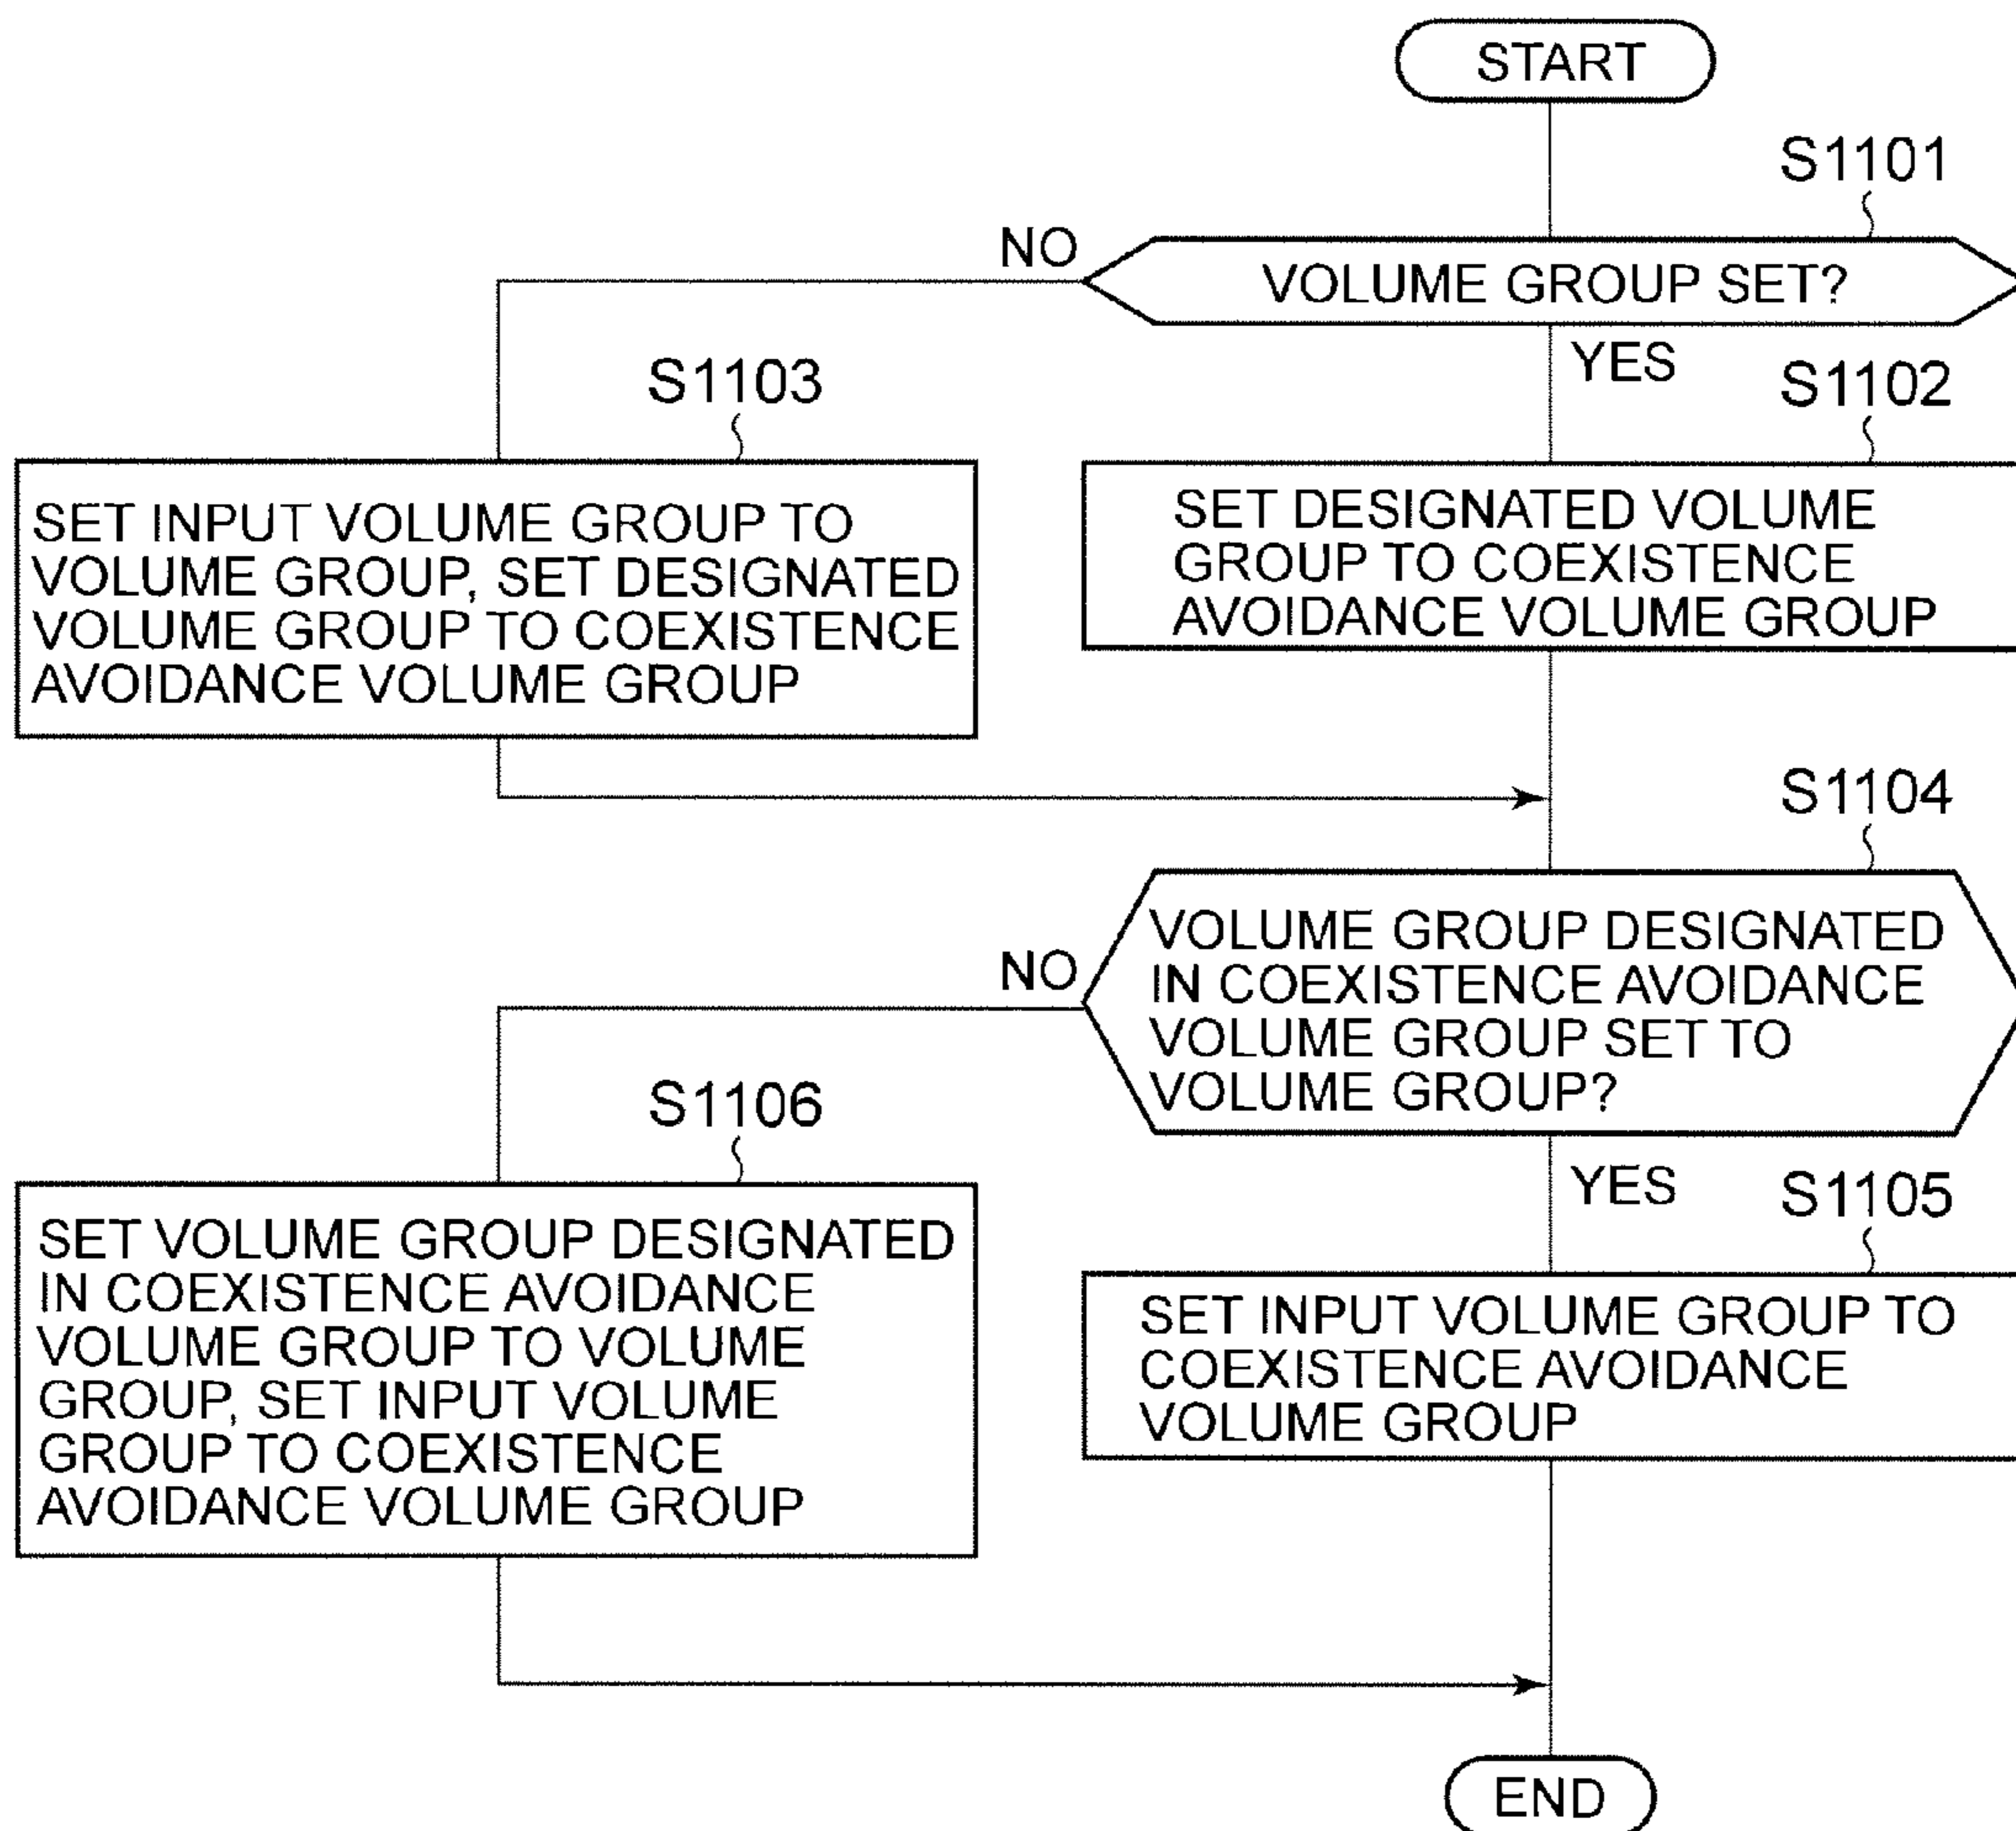 START
S1101
NO
VOLUME GROUP SET?
YES
S1102
S1103
SET INPUT VOLUME GROUP TO
VOLUME GROUP, SET DESIGNATED
VOLUME GROUP TO COEXISTENCE
AVOIDANCE VOLUME GROUP
SET DESIGNATED VOLUME
GROUP TO COEXISTENCE
AVOIDANCE VOLUME GROUP
S1104
NO
VOLUME GROUP DESIGNATED
IN COEXISTENCE AVOIDANCE
VOLUME GROUP SET TO
VOLUME GROUP?
S1106
YES
S1105
SET VOLUME GROUP DESIGNATED
IN COEXISTENCE AVOIDANCE
VOLUME GROUP TO VOLUME
GROUP, SET INPUT VOLUME
GROUP TO COEXISTENCE
AVOIDANCE VOLUME GROUP
SET INPUT VOLUME GROUP TO
COEXISTENCE AVOIDANCE
VOLUME GROUP
END